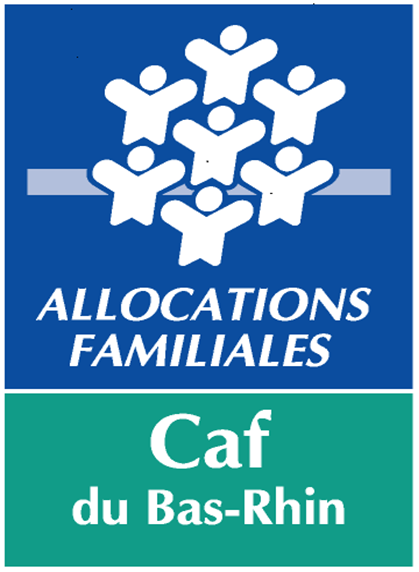 ALLOCATIONS
FAMILIALES
Caf
du Bas-Rhin